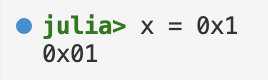 julia> x = 0x1
0x01